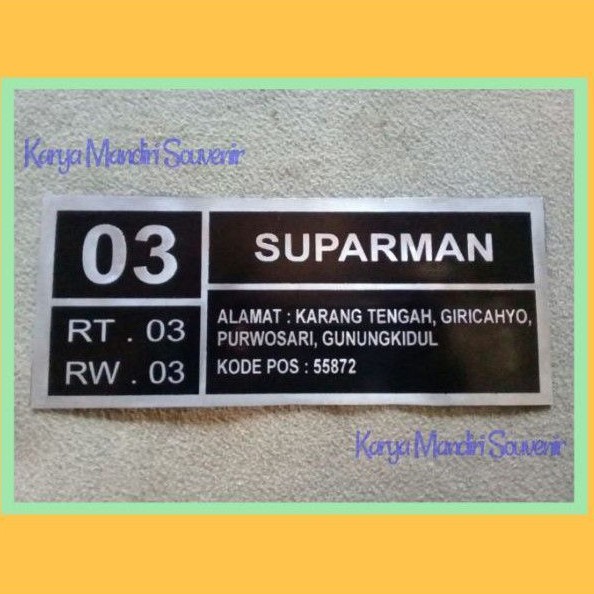 Karya Mandiri Souvenir
03
SUPARMAN
RT . 03
RW . 03
ALAMAT : KARANG TENGAH, GIRICAHYO,
PURWOSARI, GUNUNGKIDUL
KODE POS : 55872
Karya Mandiri Souvenir